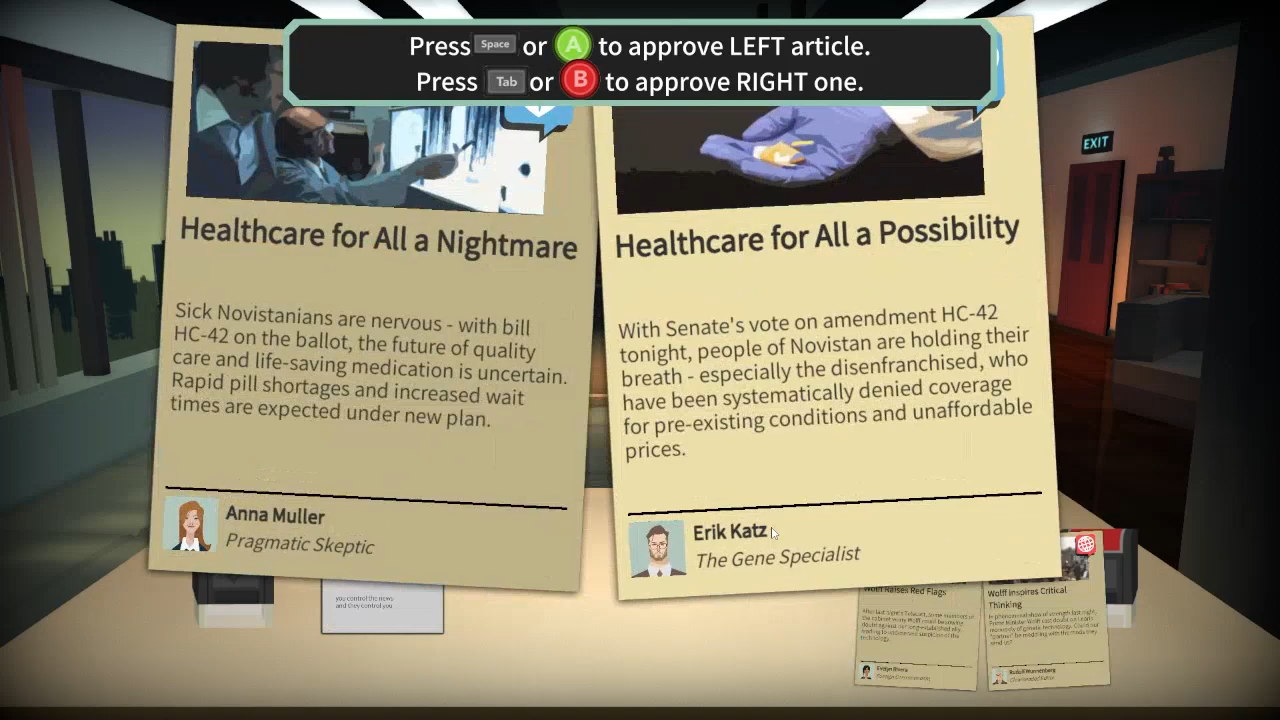 Press Space or A to approve LEFT article.
Press Tab or B to approve RIGHT one.
EXIT
Healthcare for All a Nightmare
Sick Novistanians are nervous - with bill
HC-42 on the ballot, the future of quality
care and life-saving medication is uncertain.
Rapid pill shortages and increased wait
times are expected under new plan.
Anna Muller
Pragmatic Skeptic
Healthcare for All a Possibility
With Senate's vote on amendment HC-42
tonight, people of Novistan are holding their
breath - especially the disenfranchised, who
have been systematically denied coverage
for pre-existing conditions and unaffordable
prices.
Erik Katz
The Gene Specialist
you control the news
and they control you
Wolff Raises Red Flags
Wolff Inspires Critical
Thinking